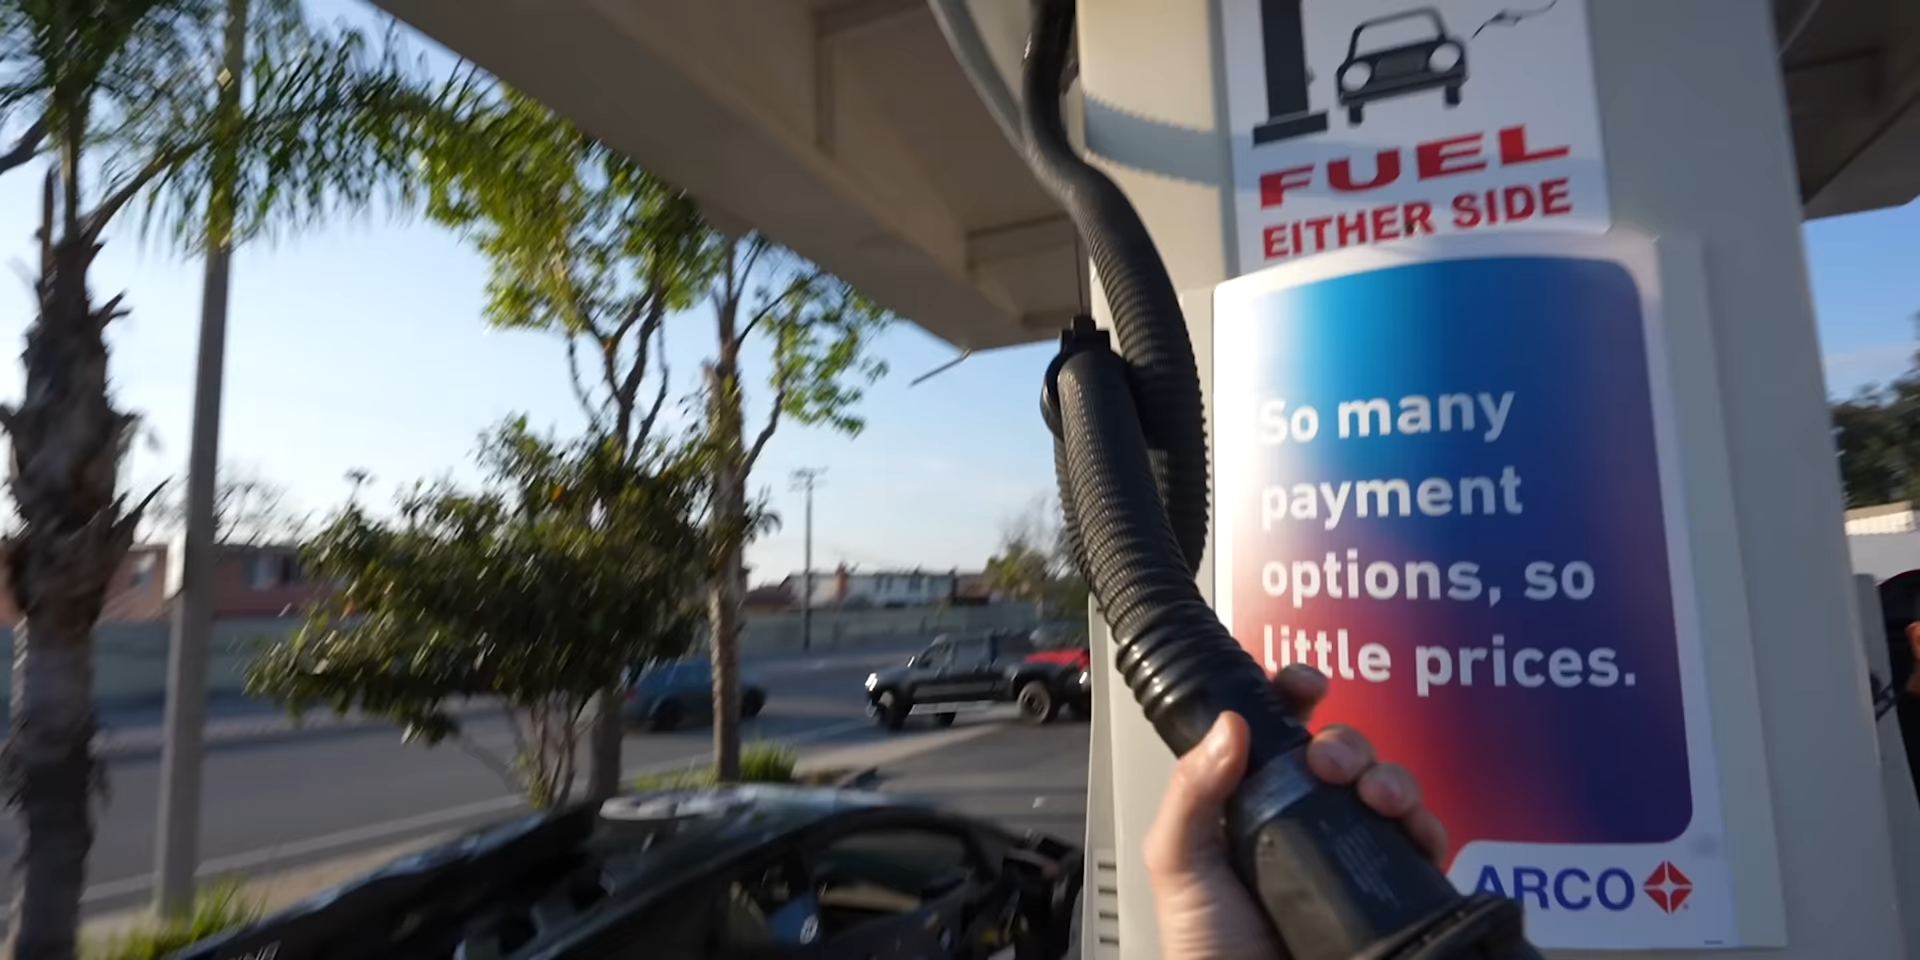 FUEL
EITHER SIDE
So many
payment
options, so
little prices.
ARCO